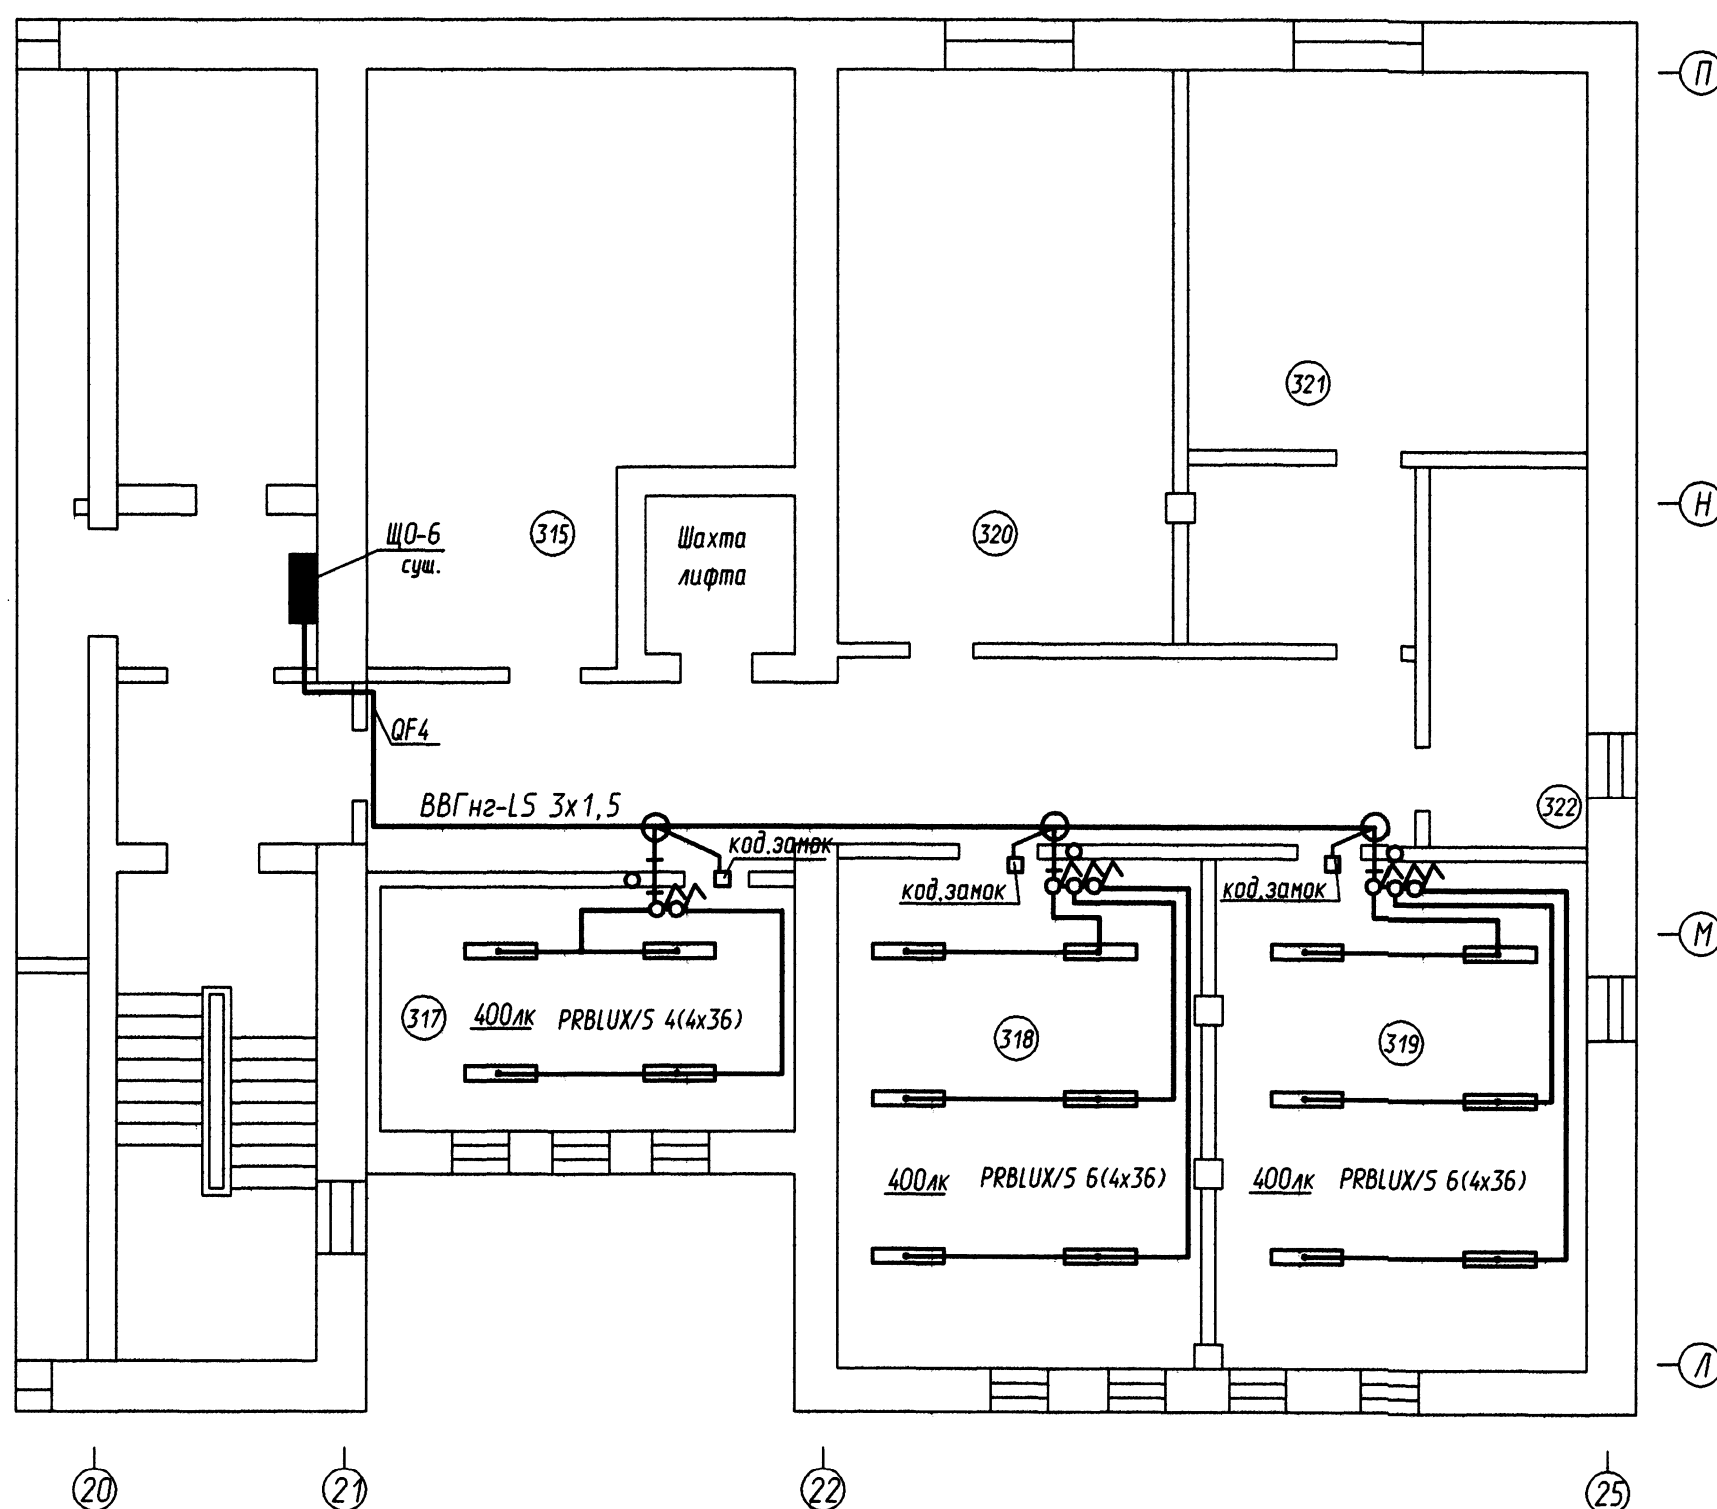 П
321
Н
ЩО-6
сущ.
315
Шахта
лифта
320
QF4
ВВГнг-LS 3х1,5
322
код.замок
код.замок
код.замок
М
317
400лк
PRBLUX/S 4(4х36)
318
319
400лк
PRBLUX/S 6(4х36)
400лк
PRBLUX/S 6(4х36)
Л
20
21
22
25